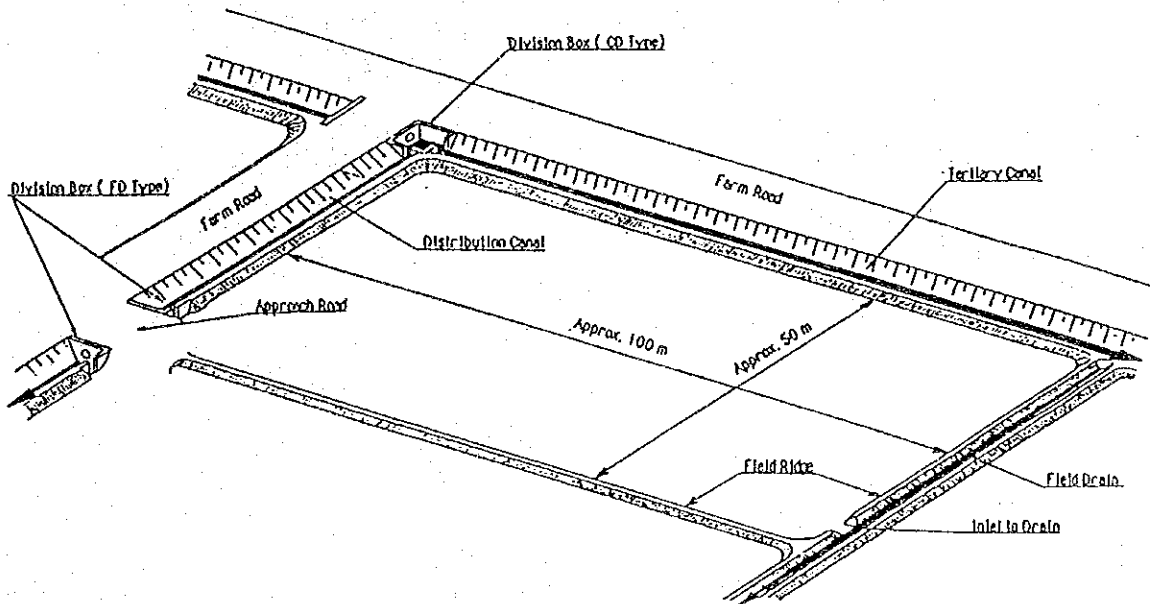 Division Box ( CD Type)
Division Box ( FD Type)
Farm Road
Farm Road
Tertiary Canal
Distribution Canal
Approach Road
Approx. 100 m
Approx. 50 m
Field Ridge
Field Drain
Inlet to Drain